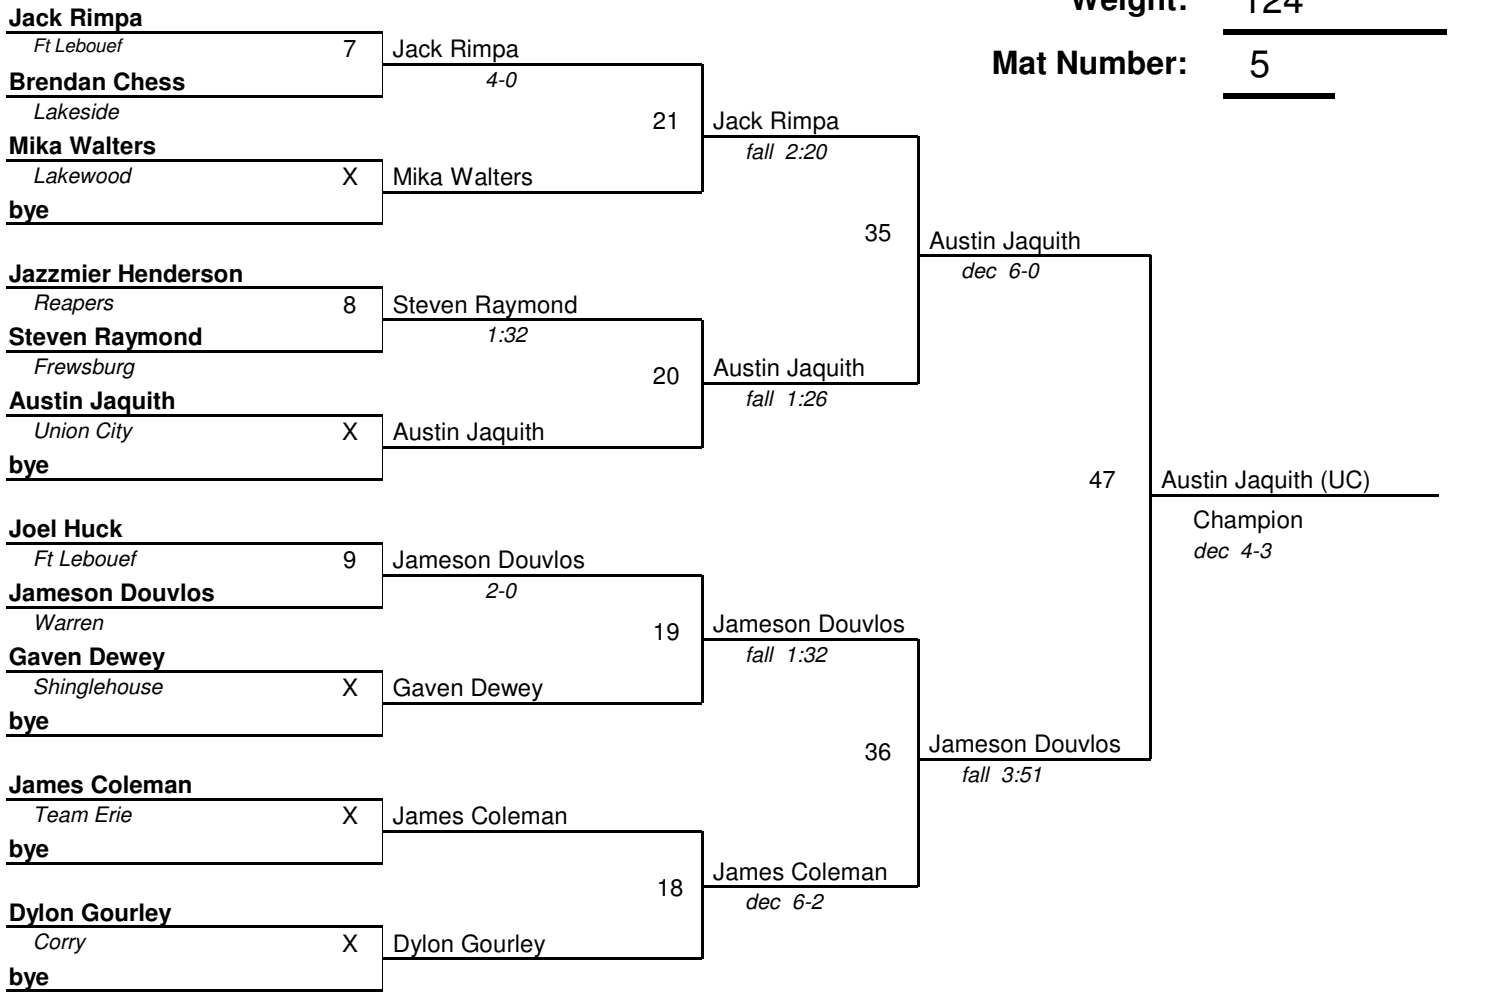 Weight: 124
Mat Number: 5
Jack Rimpa
Ft Lebouef 7
Jack Rimpa
4-0
Brendan Chess
Lakeside
21
Jack Rimpa
fall 2:20
Mika Walters
Lakewood X
Mika Walters
bye
35
Austin Jaquith
dec 6-0
Jazzmier Henderson
Reapers 8
Steven Raymond
1:32
Steven Raymond
Frewsburg
20
Austin Jaquith
fall 1:26
Austin Jaquith
Union City X
Austin Jaquith
bye
47
Austin Jaquith (UC)
Champion
dec 4-3
Joel Huck
Ft Lebouef 9
Jameson Douvlos
2-0
Jameson Douvlos
Warren
19
Jameson Douvlos
fall 1:32
Gaven Dewey
Shinglehouse X
Gaven Dewey
bye
36
Jameson Douvlos
fall 3:51
James Coleman
Team Erie X
James Coleman
bye
18
James Coleman
dec 6-2
Dylon Gourley
Corry X
Dylon Gourley
bye